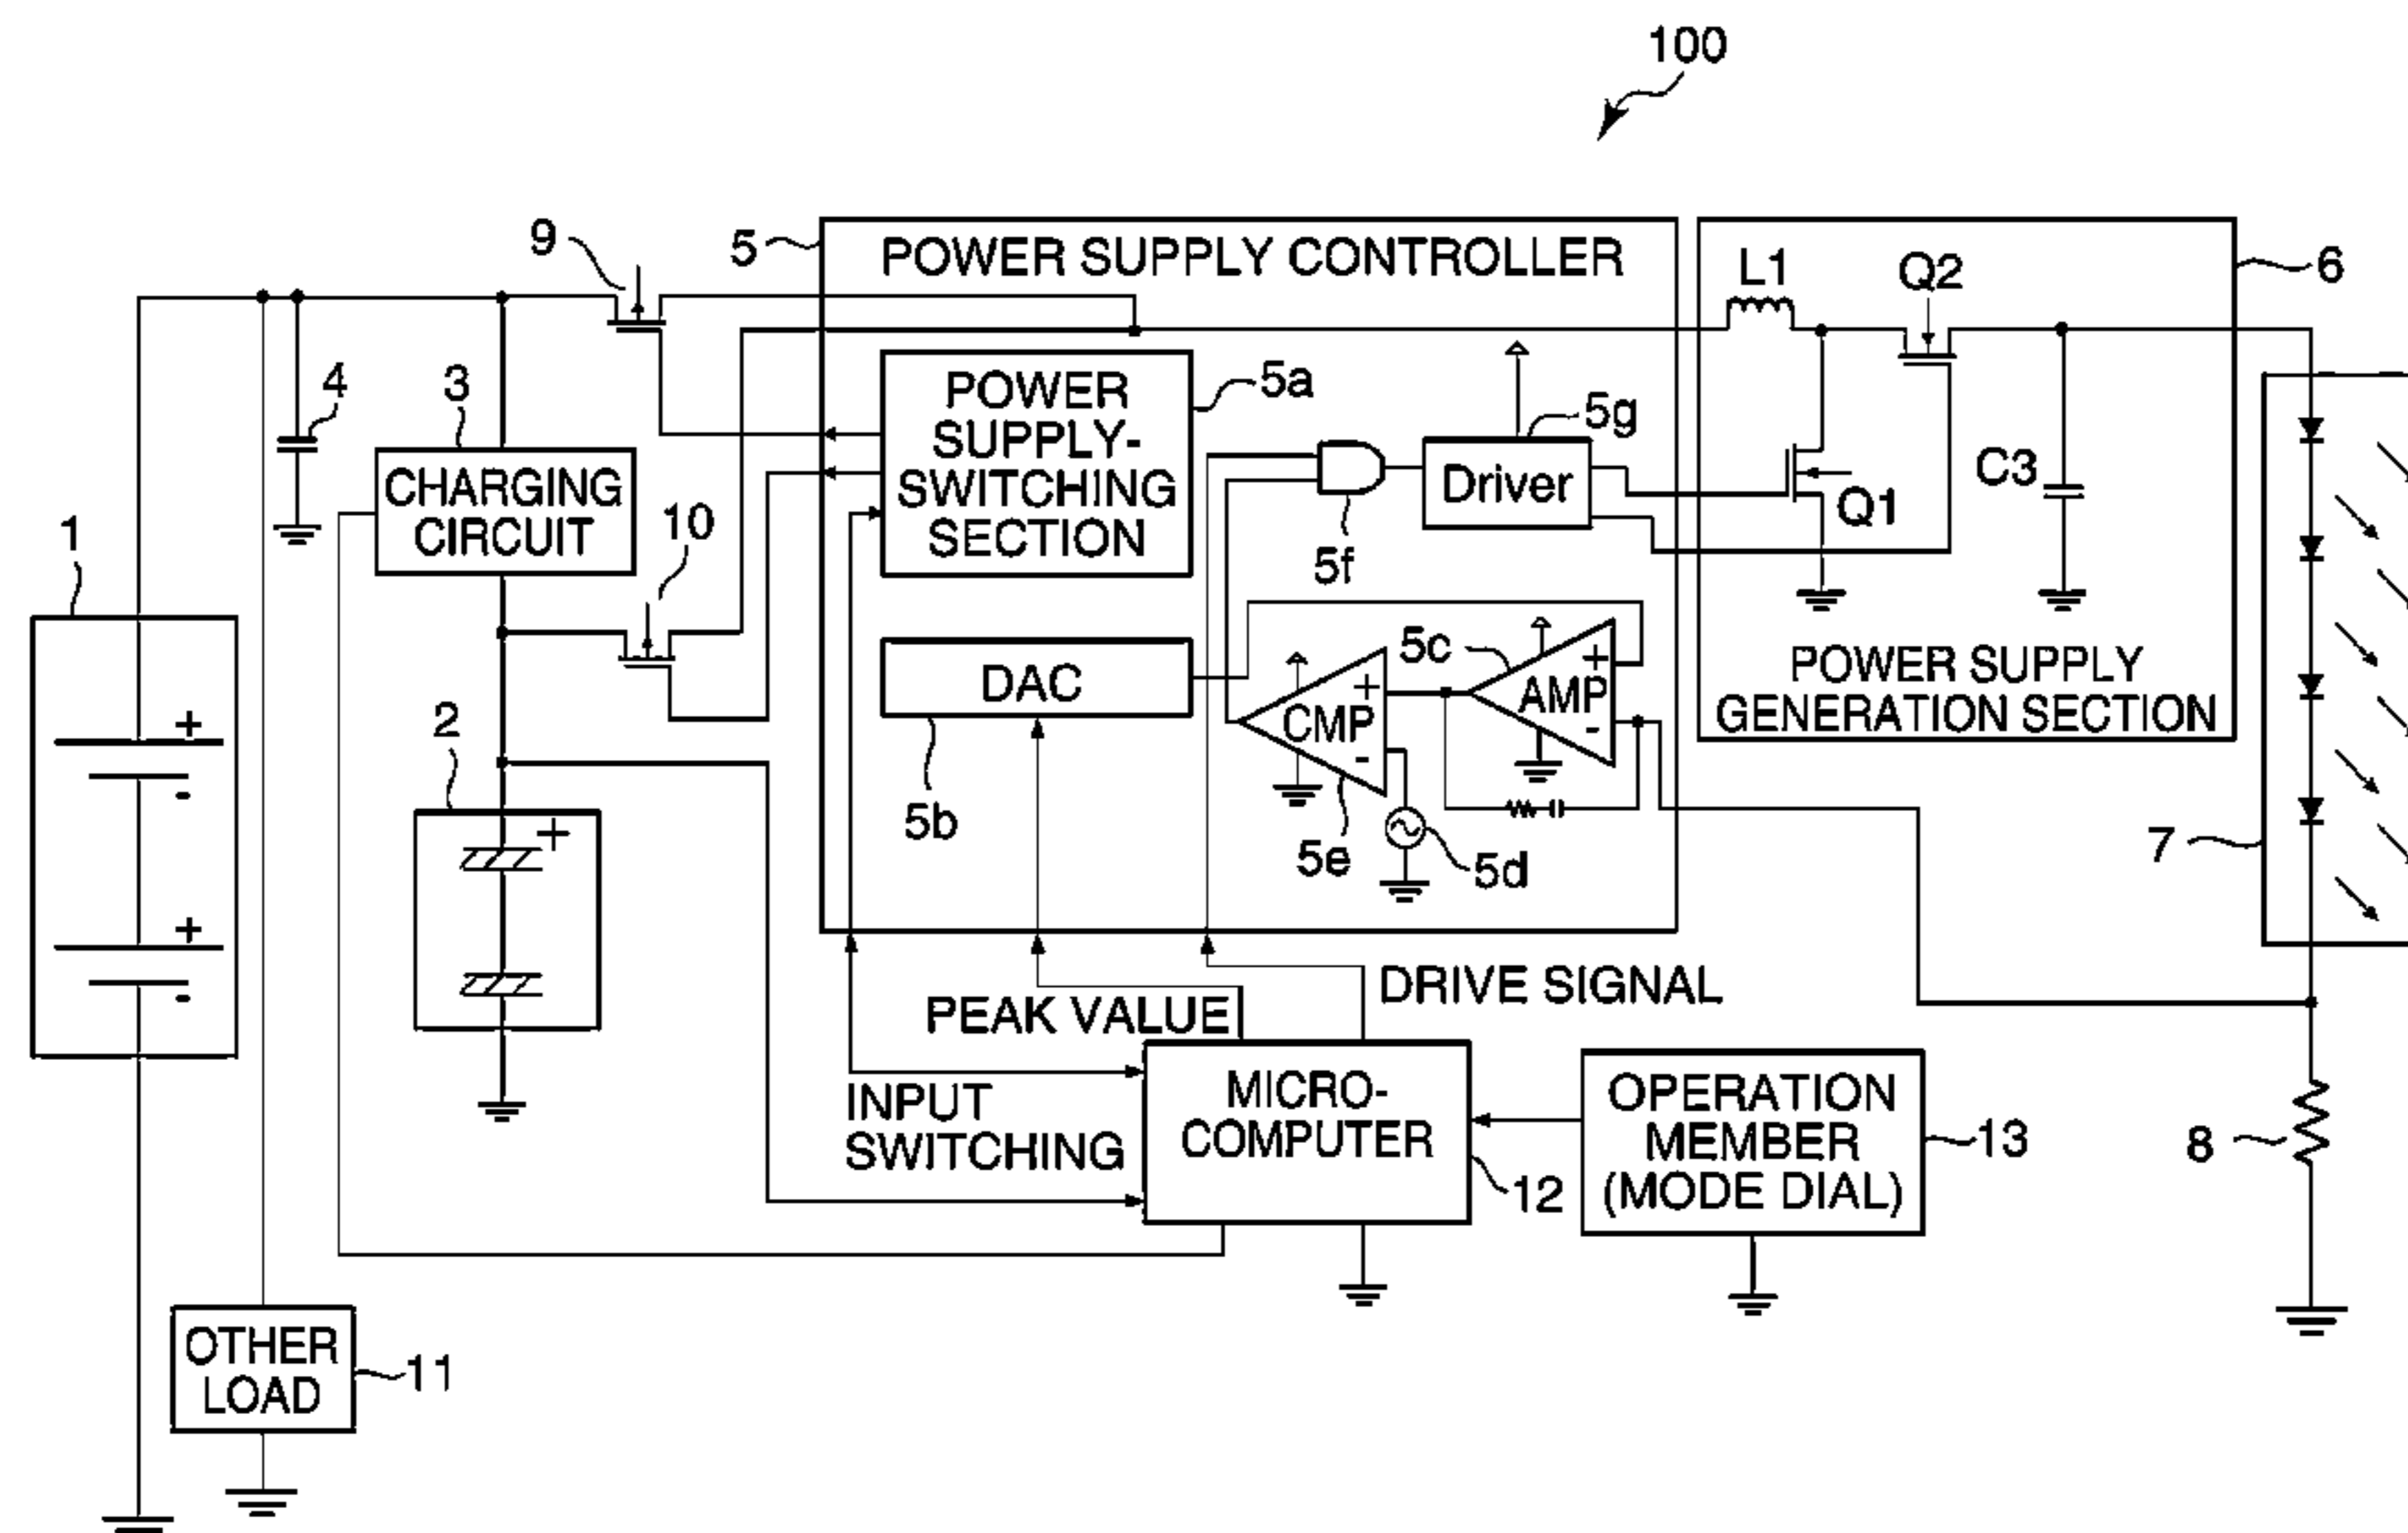 100
9
5
POWER SUPPLY CONTROLLER
L1
Q2
6
4
3
POWER
SUPPLY-
SWITCHING
SECTION
5a
5g
CHARGING
CIRCUIT
Driver
C3
Q1
1
10
5f
5c
+
AMP
-
DAC
+
CMP
-
POWER SUPPLY
GENERATION SECTION
2
+
-
+
-
+
5b
5e
5d
7
PEAK VALUE
DRIVE SIGNAL
INPUT
SWITCHING
MICRO-
COMPUTER
12
OPERATION
MEMBER
(MODE DIAL)
13
8
OTHER
LOAD
11